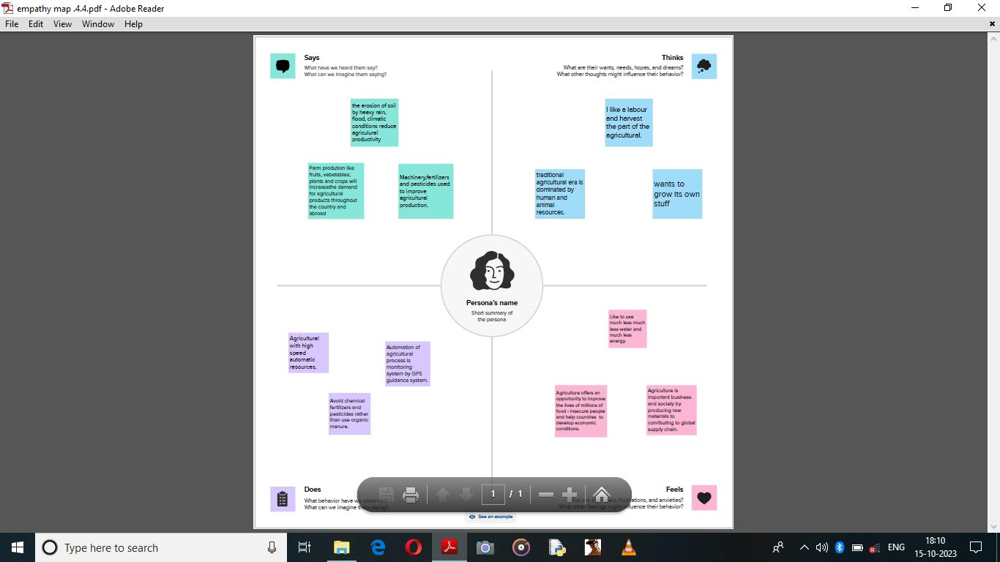 empathy map .4.4.pdf - Adobe Reader
File Edit View Window Help
Says
What have we heard them say?
What can we imagine them saying?
Thinks
What are their wants, needs, hopes, and dreams?
What other thoughts might influence their behavior?
the erosion of soil
by heavy rain,
flood, climatic
conditions reduce
agriculural
productivity
Farm prodution like
fruits, vebetablea,
plants and crops will
increasethe demand
for agricultural
products throughout
the country and
abroad
Machinery,fertilizers
and pesticides used
to improve
agricultural
production.
I like a labour
and harvest
the part of the
agricultural.
traditional
agricultural era is
dominated by
human and
animal
resources.
wants to
grow its own
stuff
Persona's name
Short summary of
the persona
Agricultural
with high
speed
automatic
resources.
Automation of
agricultural
process is
monitoring
system by GPS
guidance system.
Avoid chemical
fertilizers and
pesticides rather
than use organic
manure.
Like to use
much less much
less water and
much less
energy.
Agriculture offers an
opportunity to improve
the lives of millions of
food - insecure people
and help countries to
develop economic
conditions.
Agriculture is
important business
and society by
producing raw
materials to
conributing to global
supply chain.
Does
What behavior have we observed?
What can we imagine them doing?
Feels
What are their fears, frustrations, and anxieties?
What other feelings might influence their behavior?
1 / 1
See an example
Type here to search
ENG
18:10
15-10-2023